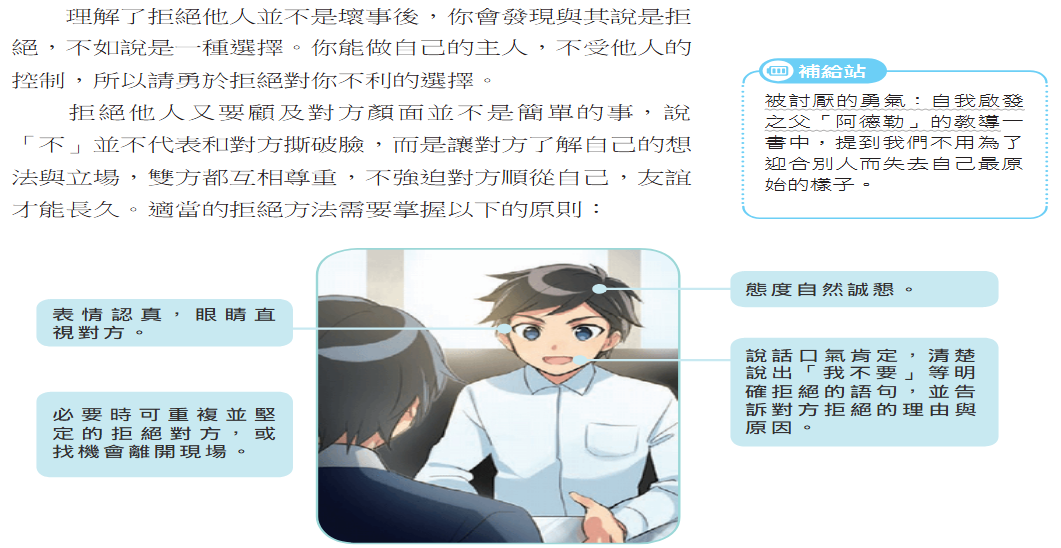 理解了拒絕他人並不是壞事後，你會發現與其說是拒
絕，不如說是一種選擇。你能做自己的主人，不受他人的
控制，所以請勇於拒絕對你不利的選擇。
拒絕他人又要顧及對方顏面並不是簡單的事，說
「不」並不代表和對方撕破臉，而是讓對方了解自己的想
法與立場，雙方都互相尊重，不強迫對方順從自己，友誼
才能長久。適當的拒絕方法需要掌握以下的原則：
補給站
被討厭的勇氣：自我啟發
之父「阿德勒」的教導一
書中，提到我們不用為了
迎合別人而失去自己最原
始的樣子。
表情認真，眼睛直
視對方。
必要時可重複並堅
定的拒絕對方，或
找機會離開現場。
態度自然誠懇。
說話口氣肯定，清楚
說出「我不要」等明
確拒絕的語句，並告
訴對方拒絕的理由與
原因。